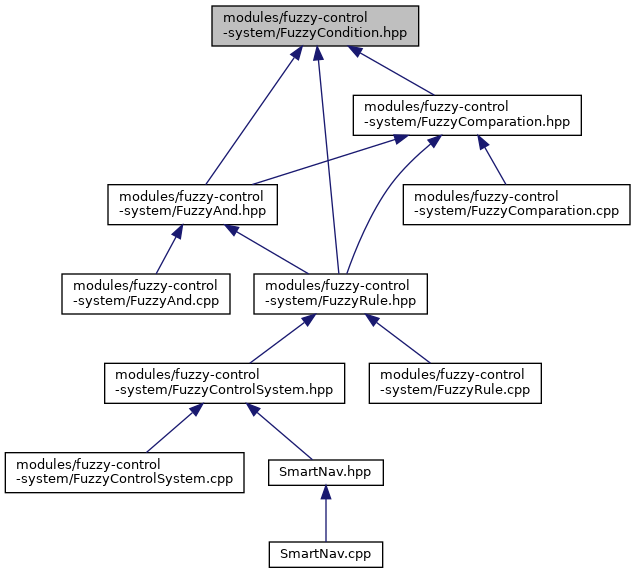 modules/fuzzy-control
-system/FuzzyCondition.hpp
modules/fuzzy-control
-system/FuzzyComparation.hpp
modules/fuzzy-control
-system/FuzzyAnd.hpp
modules/fuzzy-control
-system/FuzzyComparation.cpp
modules/fuzzy-control
-system/FuzzyAnd.cpp
modules/fuzzy-control
-system/FuzzyRule.hpp
modules/fuzzy-control
-system/FuzzyControlSystem.hpp
modules/fuzzy-control
-system/FuzzyRule.cpp
modules/fuzzy-control
-system/FuzzyControlSystem.cpp
SmartNav.hpp
SmartNav.cpp